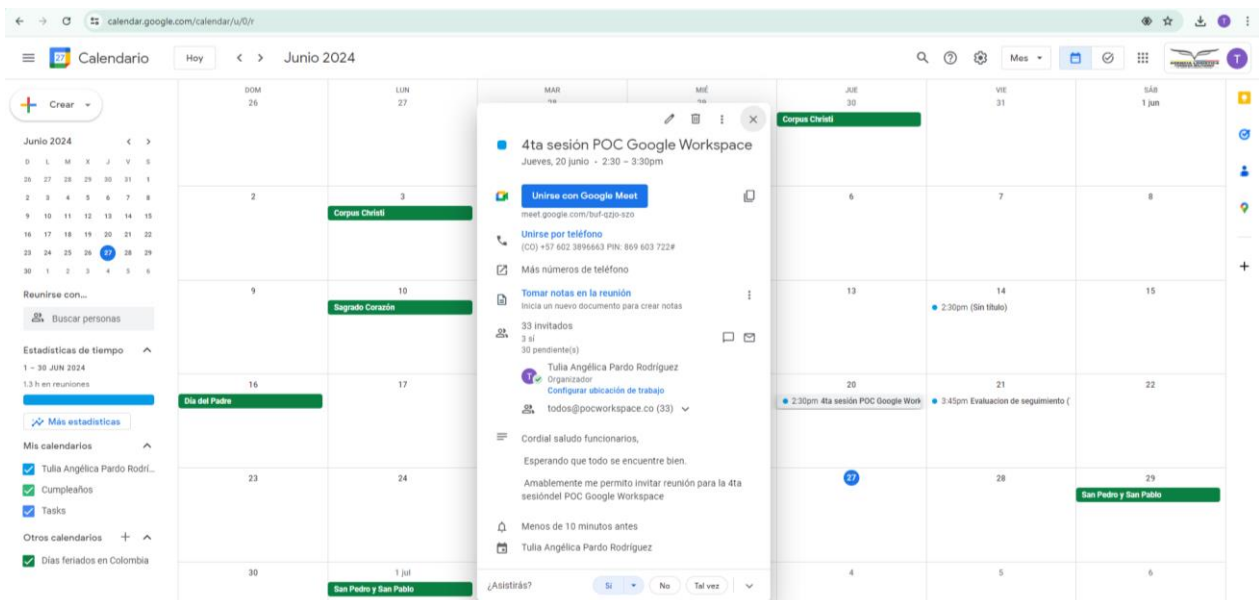 calendar.google.com/calendar/u/0/r
27 Calendario Hoy Junio 2024 Mes T
Crear
Junio 2024
D L M X J V S
26 27 28 29 30 31 1
2 3 4 5 6 7 8
9 10 11 12 13 14 15
16 17 18 19 20 21 22
23 24 25 26 27 28 29
30 1 2 3 4 5 6
Reunirse con...
Buscar personas
Estadísticas de tiempo
1 – 30 JUN 2024
1.3 h en reuniones
Más estadísticas
Mis calendarios
Tulia Angélica Pardo Rodrí...
Cumpleaños
Tasks
Otros calendarios
Días feriados en Colombia
DOM LUN MAR MIÉ JUE VIE SÁB
26 27 28 29 30 31 1 jun
Corpus Christi
2 3 6 7 8
Corpus Christi
9 10 13 14 15
Sagrado Corazón
2:30pm (Sin título)
16 17 20 21 22
Día del Padre
2:30pm 4ta sesión POC Google Work
3:45pm Evaluacion de seguimiento (
23 24 27 28 29
San Pedro y San Pablo
30 1 jul 4 5 6
San Pedro y San Pablo
4ta sesión POC Google Workspace
Jueves, 20 junio · 2:30 – 3:30pm
Unirse con Google Meet
meet.google.com/buf-qzjo-szo
Unirse por teléfono
(CO) +57 602 3896663 PIN: 869 603 722#
Más números de teléfono
Tomar notas en la reunión
Inicia un nuevo documento para crear notas
33 invitados
3 sí
30 pendiente(s)
T Tulia Angélica Pardo Rodríguez
Organizador
Configurar ubicación de trabajo
todos@pocworkspace.co (33)
Cordial saludo funcionarios,
Esperando que todo se encuentre bien.
Amablemente me permito invitar reunión para la 4ta
sesióndel POC Google Workspace
Menos de 10 minutos antes
Tulia Angélica Pardo Rodríguez
¿Asistirás? Sí No Tal vez